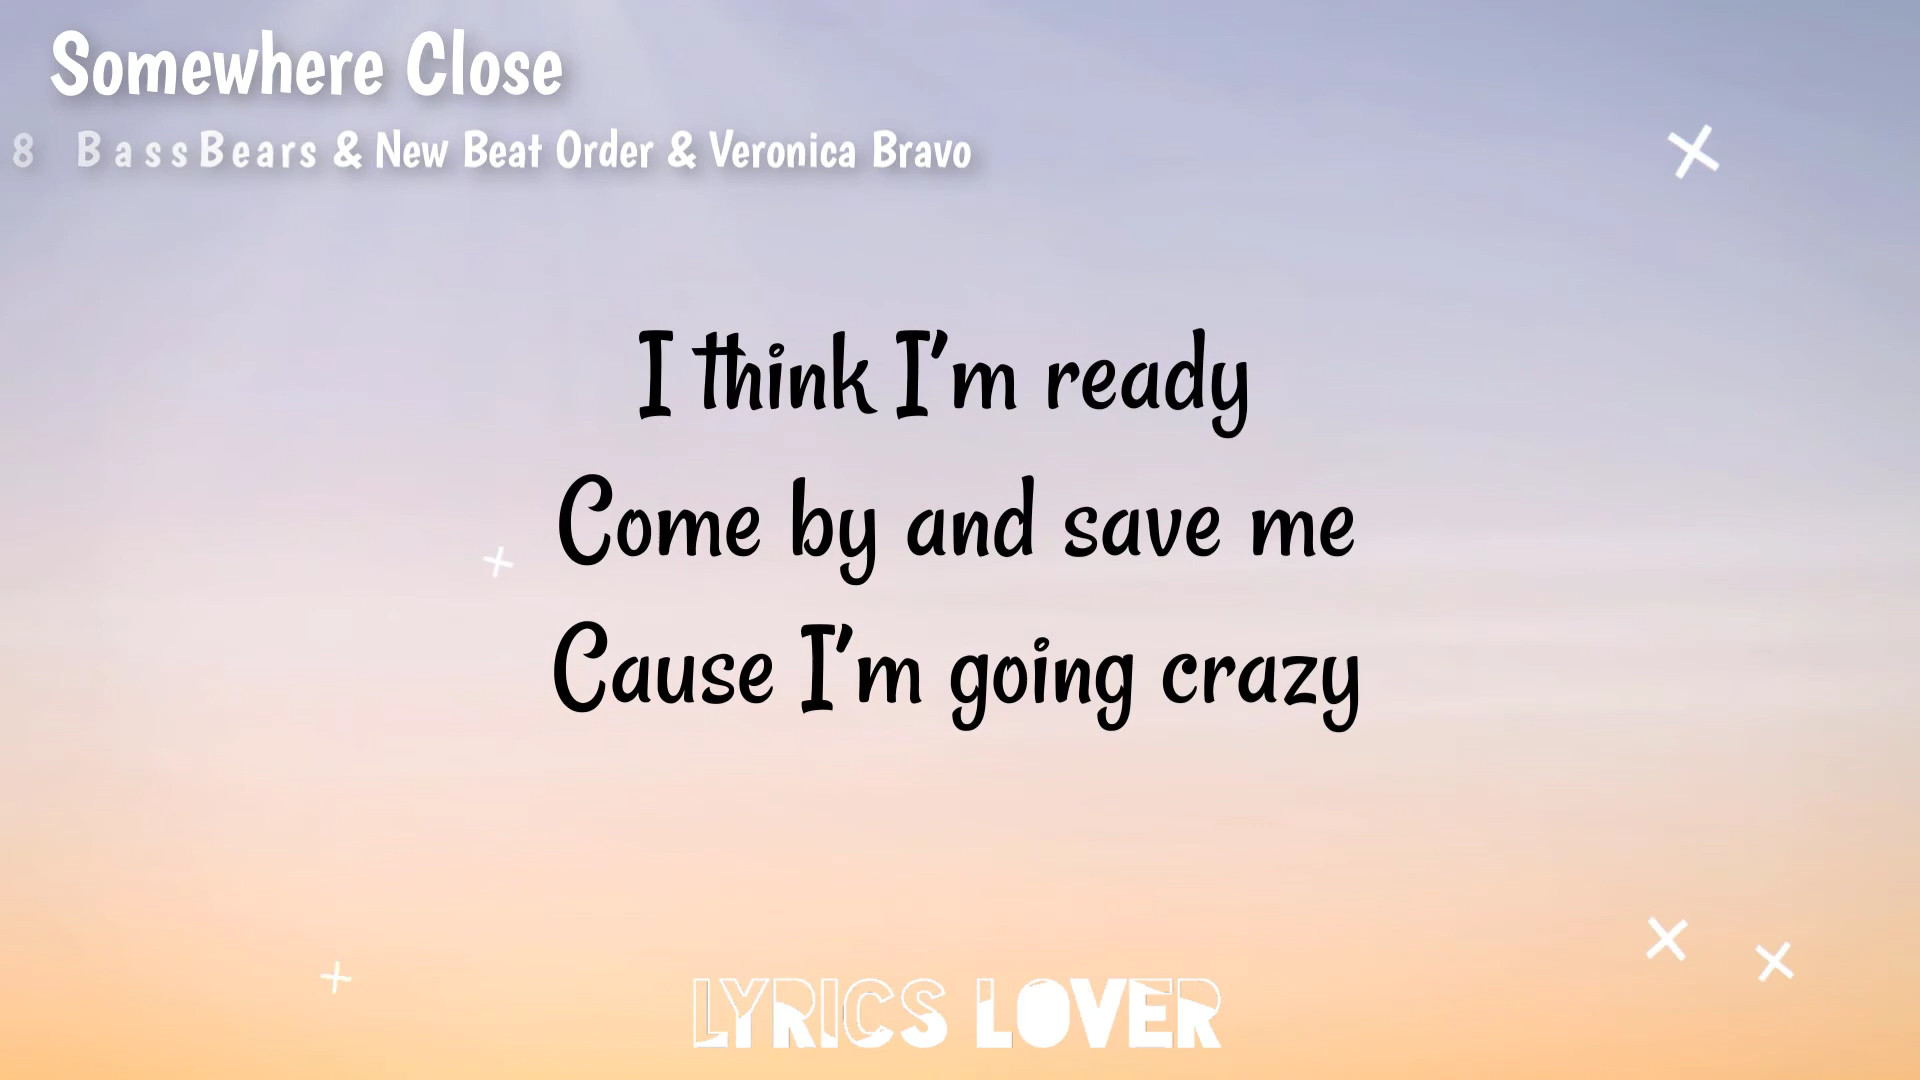 Somewhere Close
8 BassBears & New Beat Order & Veronica Bravo
I think I'm ready
Come by and save me
Cause I'm going crazy
LYRICS LOVER